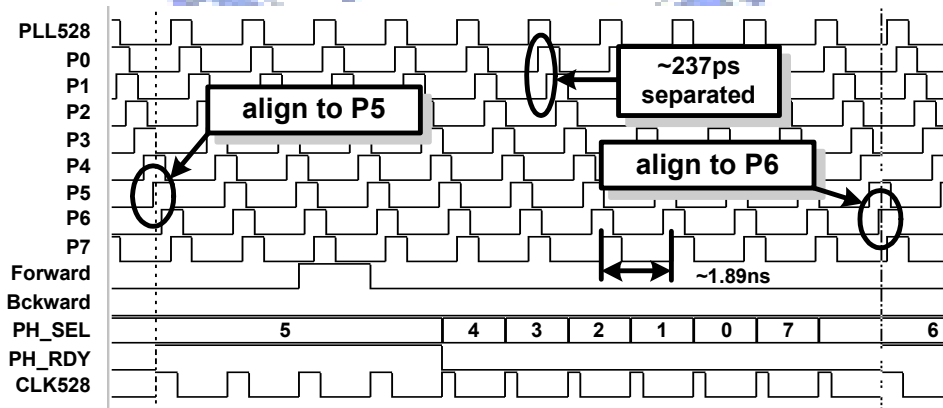 PLL528
P0
P1
P2
P3
P4
P5
P6
P7
Forward
Bckward
PH_SEL
PH_RDY
CLK528
align to P5
~237ps
separated
align to P6
~1.89ns
5 4 3 2 1 0 7 6